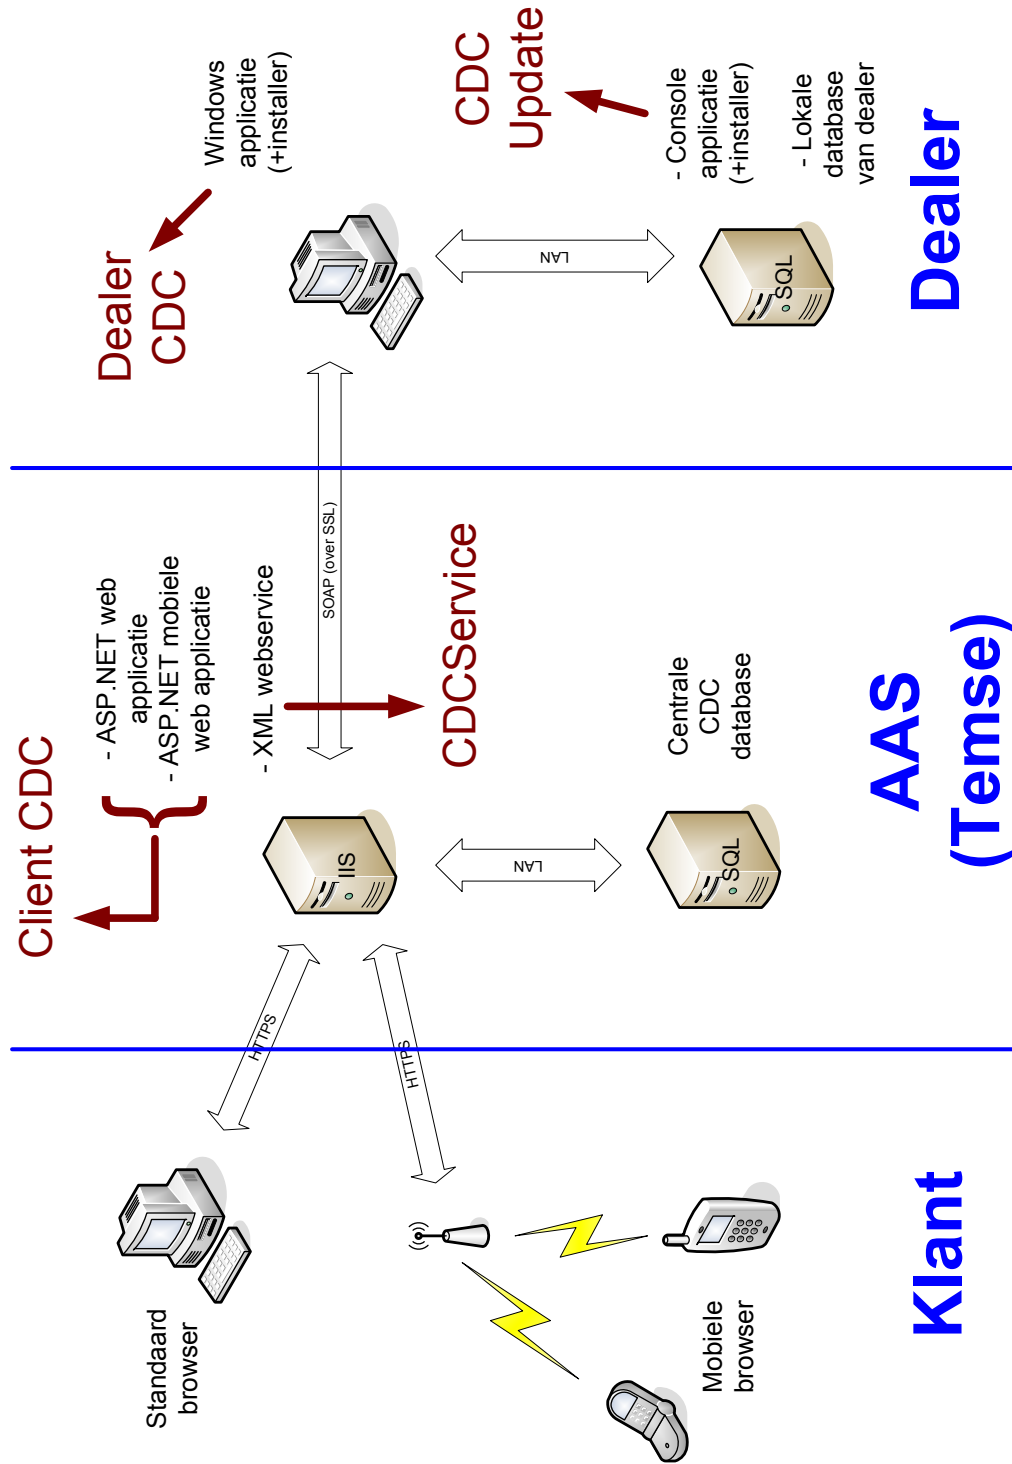 Client CDC
- ASP.NET web
applicatie
- ASP.NET mobiele
web applicatie
- XML webservice
Dealer
CDC
Windows
applicatie
(+installer)
CDC
Update
- Console
applicatie
(+installer)
- Lokale
database
van dealer
Standaard
browser
HTTPS
HTTPS
IIS
SOAP (over SSL)
CDCService
LAN
LAN
SQL
SQL
Centrale
CDC
database
Mobiele
browser
Klant
AAS
(Temse)
Dealer